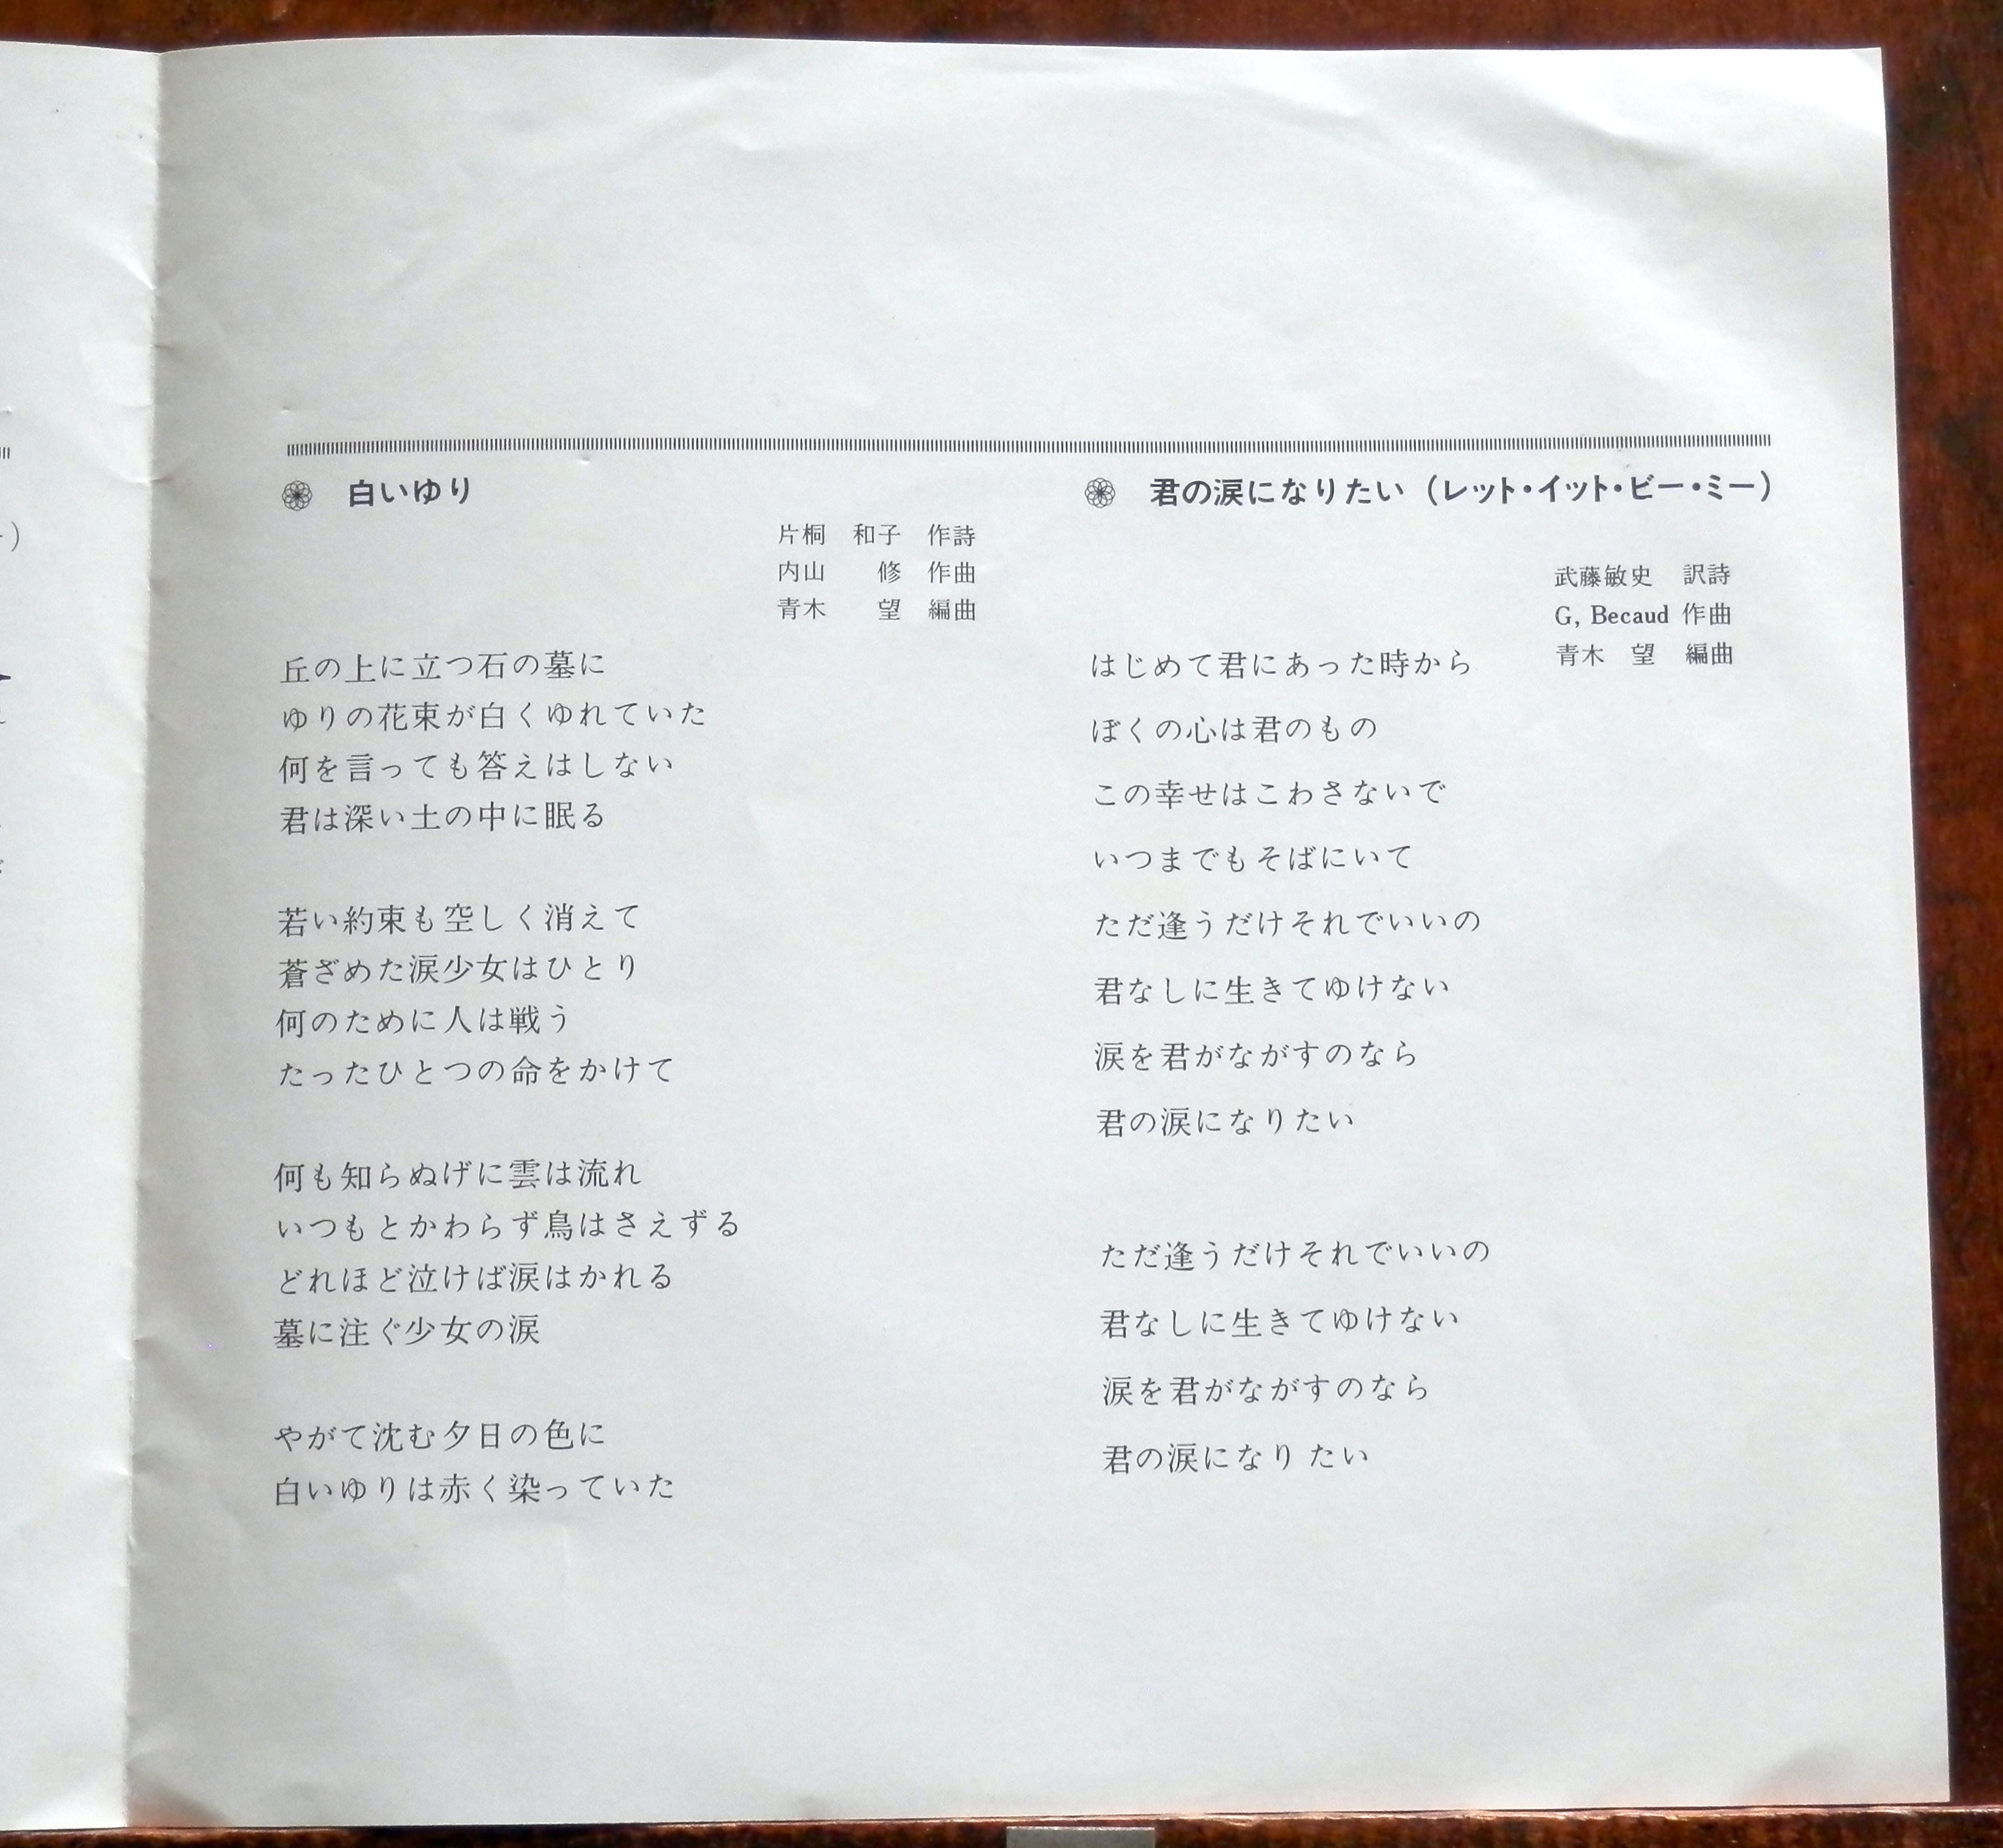 白いゆり
片桐 和子 作詩
内山 修 作曲
青木 望 編曲
丘の上に立つ石の墓に
ゆりの花束が白くゆれていた
何を言っても答えはしない
君は深い土の中に眠る
若い約束も空しく消えて
蒼ざめた涙少女はひとり
何のために人は戦う
たったひとつの命をかけて
何も知らぬげに雲は流れ
いつもとかわらず鳥はさえずる
どれほど泣けば涙はかれる
墓に注ぐ少女の涙
やがて沈む夕日の色に
白いゆりは赤く染っていた
君の涙になりたい（レット・イット・ビー・ミー）
武藤敏史 訳詩
G, Becaud 作曲
青木 望 編曲
はじめて君にあった時から
ぼくの心は君のもの
この幸せはこわさないで
いつまでもそばにいて
ただ逢うだけそれでいいの
君なしに生きてゆけない
涙を君がながすのなら
君の涙になりたい
ただ逢うだけそれでいいの
君なしに生きてゆけない
涙を君がながすのなら
君の涙になりたい